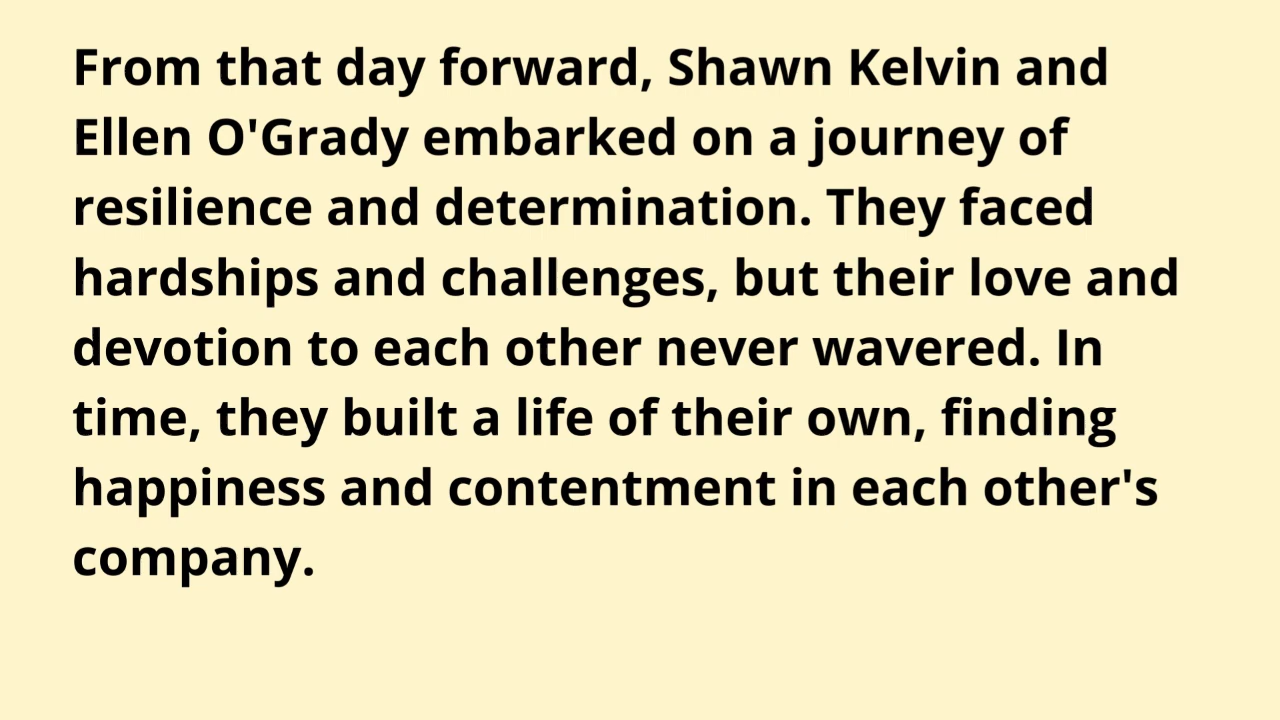 From that day forward, Shawn Kelvin and
Ellen O'Grady embarked on a journey of
resilience and determination. They faced
hardships and challenges, but their love and
devotion to each other never wavered. In
time, they built a life of their own, finding
happiness and contentment in each other's
company.